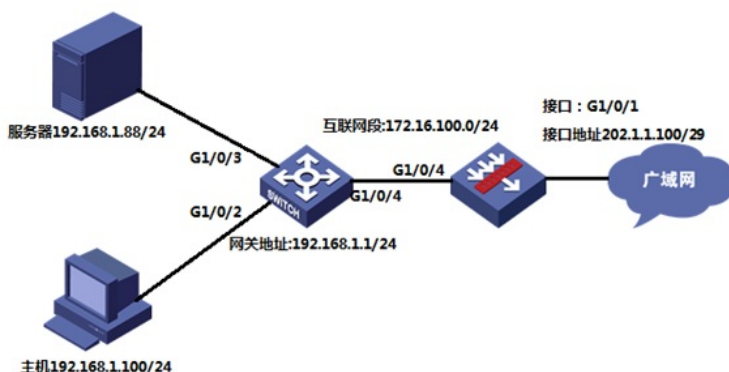 服务器192.168.1.88/24
G1/0/3
互联网段:172.16.100.0/24
接口：G1/0/1
接口地址202.1.1.100/29
G1/0/4
G1/0/4
广域网
SWITCH
G1/0/2
网关地址:192.168.1.1/24
主机192.168.1.100/24